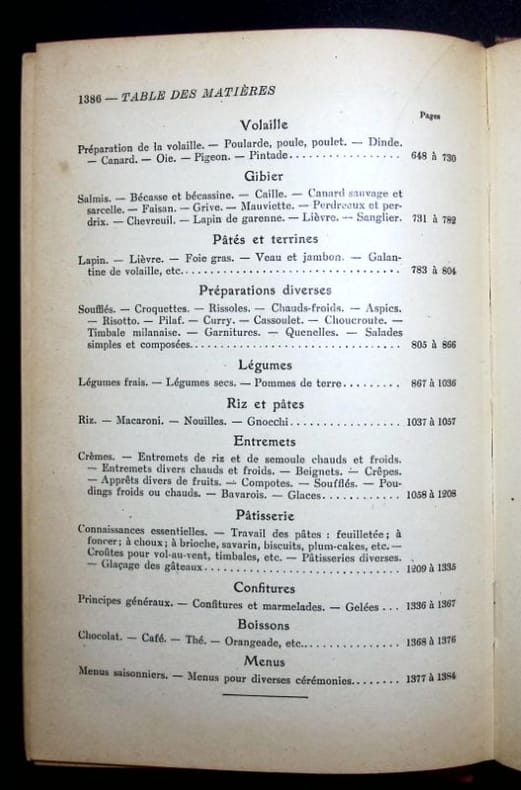 1386 — TABLE DES MATIÈRES
Pages
Volaille
Préparation de la volaille. — Poularde, poule, poulet. — Dinde.
— Canard. — Oie. — Pigeon. — Pintade................ 648 à 730
Gibier
Salmis. — Bécasse et bécassine. — Caille. — Canard sauvage et
sarcelle. — Faisan. — Grive. — Mauviette. — Perdreaux et per-
drix. — Chevreuil. — Lapin de garenne. — Lièvre. — Sanglier. 731 à 782
Pâtés et terrines
Lapin. — Lièvre. — Foie gras. — Veau et jambon. — Galan-
tine de volaille, etc................................ 783 à 804
Préparations diverses
Soufflés. — Croquettes. — Rissoles. — Chauds-froids. — Aspics.
— Risotto. — Pilaf. — Curry. — Cassoulet. — Choucroute. —
Timbale milanaise. — Garnitures. — Quenelles. — Salades
simples et composées................................ 805 à 866
Légumes
Légumes frais. — Légumes secs. — Pommes de terre......... 867 à 1036
Riz et pâtes
Riz. — Macaroni. — Nouilles. — Gnocchi................ 1037 à 1057
Entremets
Crèmes. — Entremets de riz et de semoule chauds et froids.
— Entremets divers chauds et froids. — Beignets. — Crêpes.
— Apprêts divers de fruits. — Compotes. — Soufflés. — Pou-
dings froids ou chauds. — Bavarois. — Glaces............ 1058 à 1208
Pâtisserie
Connaissances essentielles. — Travail des pâtes : feuilletée ; à
foncer ; à choux ; à brioche, savarin, biscuits, plum-cakes, etc. —
Croûtes pour vol-au-vent, timbales, etc. — Pâtisseries diverses.
— Glaçage des gâteaux.............................. 1209 à 1335
Confitures
Principes généraux. — Confitures et marmelades. — Gelées ... 1336 à 1367
Boissons
Chocolat. — Café. — Thé. — Orangeade, etc............... 1368 à 1376
Menus
Menus saisonniers. — Menus pour diverses cérémonies........ 1377 à 1384